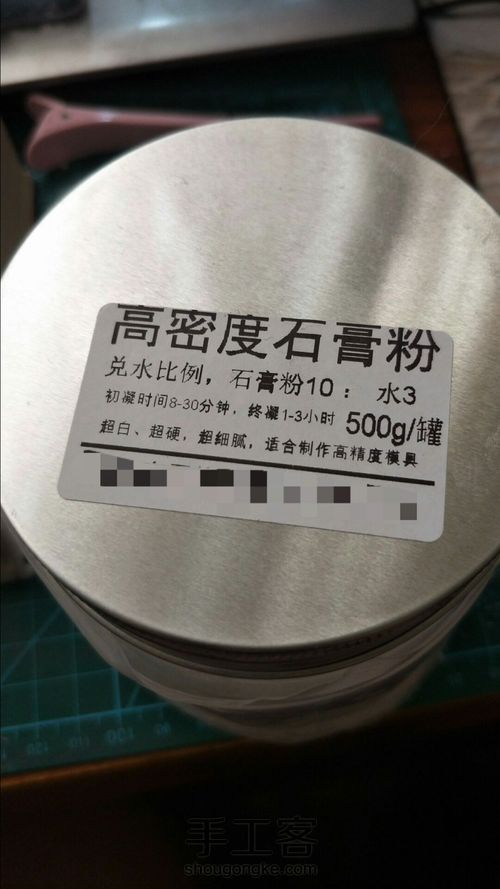 高密度石膏粉
兑水比例，石膏粉10： 水3
初凝时间8-30分钟，终凝1-3小时 500g/罐
超白、超硬，超细腻，适合制作高精度模具
手工客
shougongke.com